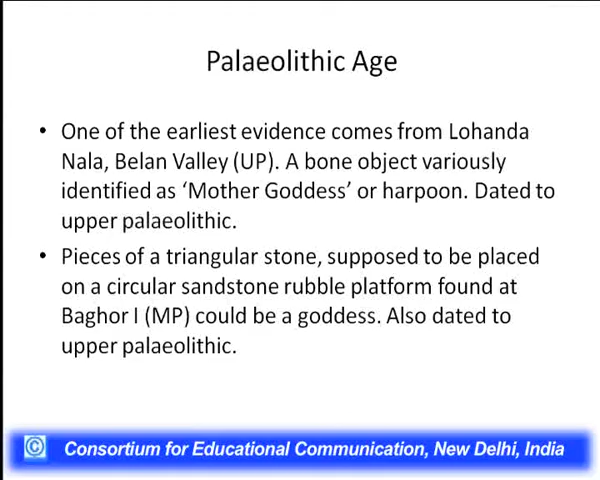 Palaeolithic Age
• One of the earliest evidence comes from Lohanda
Nala, Belan Valley (UP). A bone object variously
identified as ‘Mother Goddess’ or harpoon. Dated to
upper palaeolithic.
• Pieces of a triangular stone, supposed to be placed
on a circular sandstone rubble platform found at
Baghor I (MP) could be a goddess. Also dated to
upper palaeolithic.
© Consortium for Educational Communication, New Delhi, India